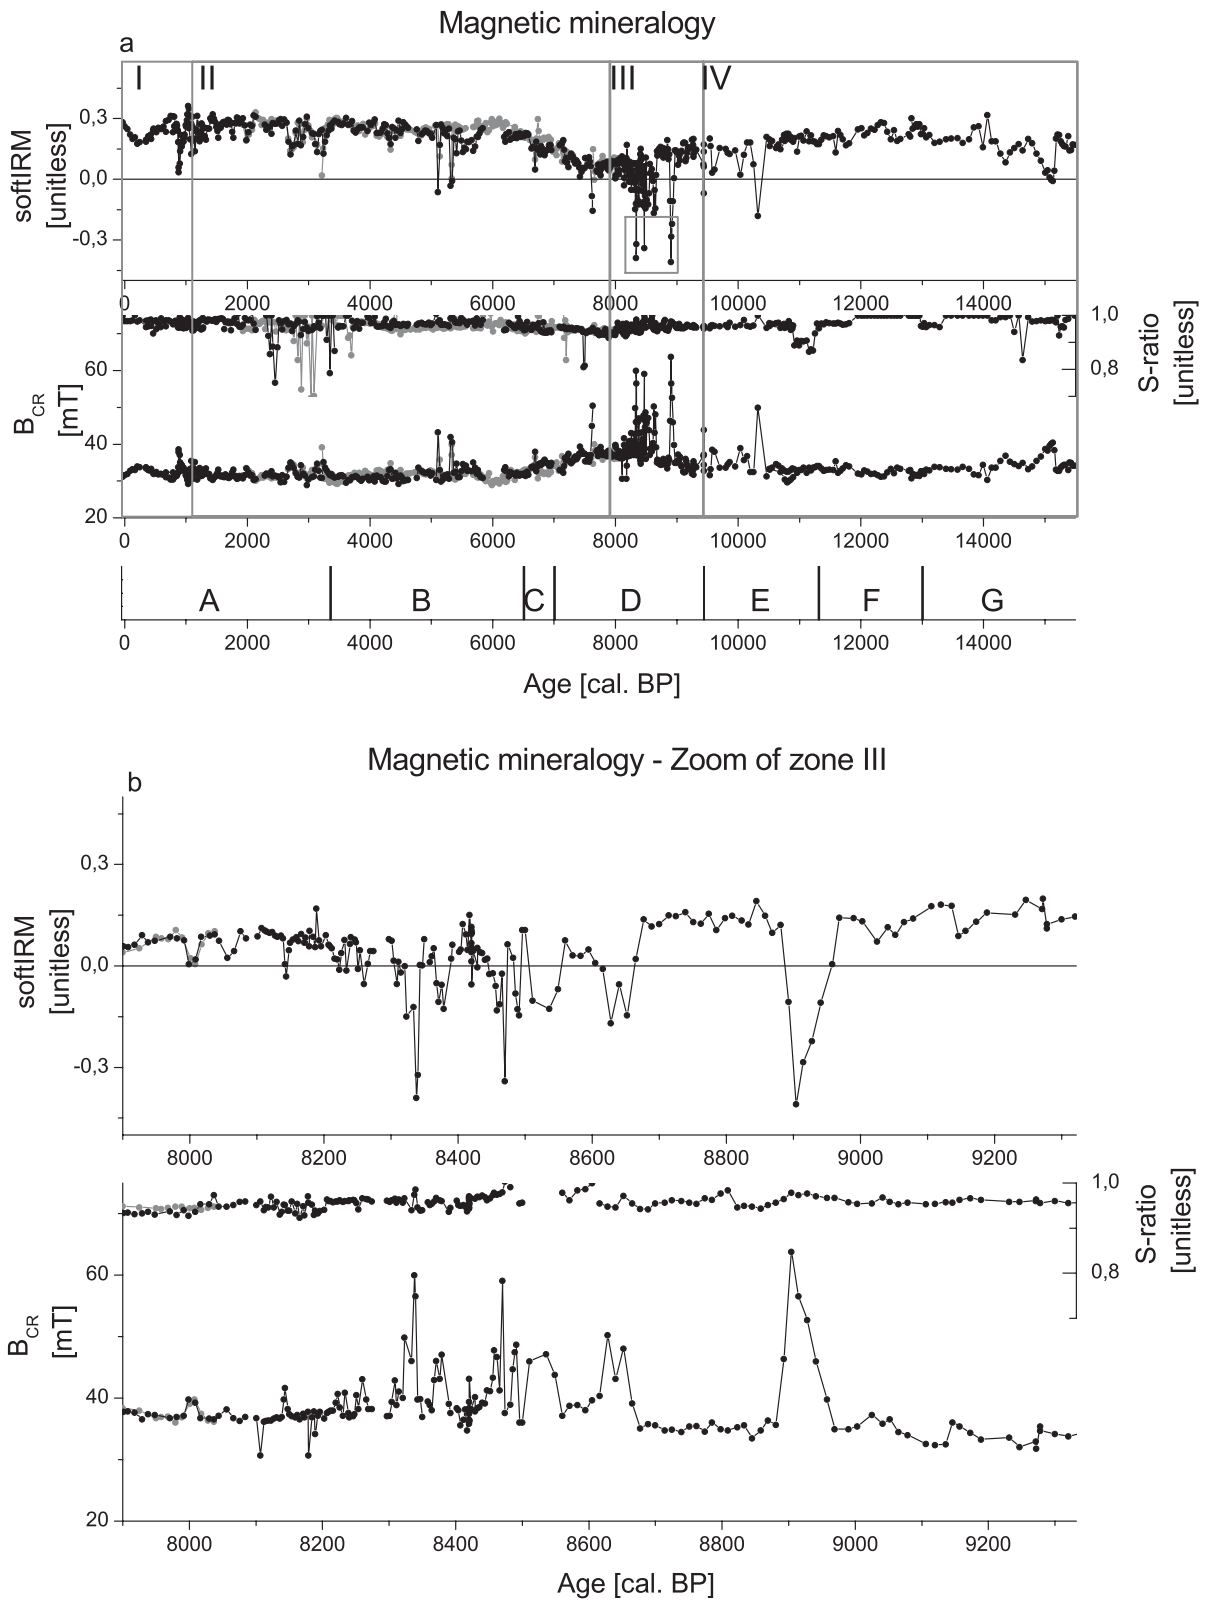 Magnetic mineralogy
a
I II III IV
0,3
0,0
-0,3
softIRM
[unitless]
0 2000 4000 6000 8000 10000 12000 14000
1,0
0,8
S-ratio
[unitless]
60
40
20
BCR
[mT]
0 2000 4000 6000 8000 10000 12000 14000
A B C D E F G
0 2000 4000 6000 8000 10000 12000 14000
Age [cal. BP]
Magnetic mineralogy - Zoom of zone III
b
0,3
0,0
-0,3
softIRM
[unitless]
8000 8200 8400 8600 8800 9000 9200
1,0
0,8
S-ratio
[unitless]
60
40
20
BCR
[mT]
8000 8200 8400 8600 8800 9000 9200
Age [cal. BP]